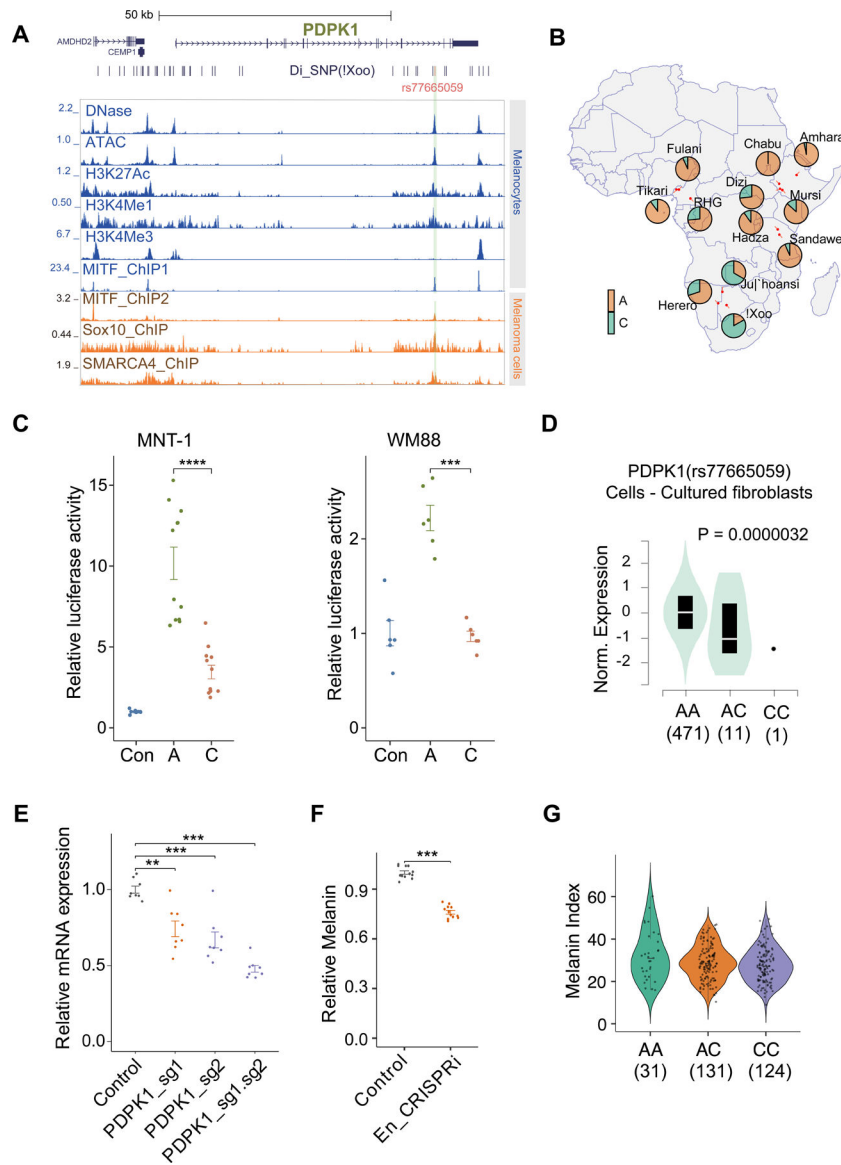 A
50 kb
PDPK1
AMDHD2
CEMP1
Di_SNP(!Xoo)
rs77665059
2.2
DNase
1.0
ATAC
1.2
H3K27Ac
0.50
H3K4Me1
6.7
H3K4Me3
23.4
MITF_ChIP1
3.2
MITF_ChIP2
0.44
Sox10_ChIP
1.9
SMARCA4_ChIP
Melanocytes
Melanoma cells
B
Fulani
Chabu
Amhara
Tikari
RHG
Dizi
Mursi
Hadza
Sandawe
Ju|`hoansi
Herero
!Xoo
A
C
C
MNT-1
****
Relative luciferase activity
15
10
5
0
Con
A
C
WM88
***
Relative luciferase activity
2
1
0
Con
A
C
D
PDPK1(rs77665059)
Cells - Cultured fibroblasts
P = 0.0000032
Norm. Expression
2
1
0
-1
-2
AA
AC
CC
(471)
(11)
(1)
E
***
***
**
Relative mRNA expression
1.0
0.5
0.0
Control
PDPK1_sg1
PDPK1_sg2
PDPK1_sg1.sg2
F
***
Relative Melanin
0.9
0.6
0.3
0.0
Control
En_CRISPRi
G
Melanin Index
60
40
20
0
AA
AC
CC
(31)
(131)
(124)